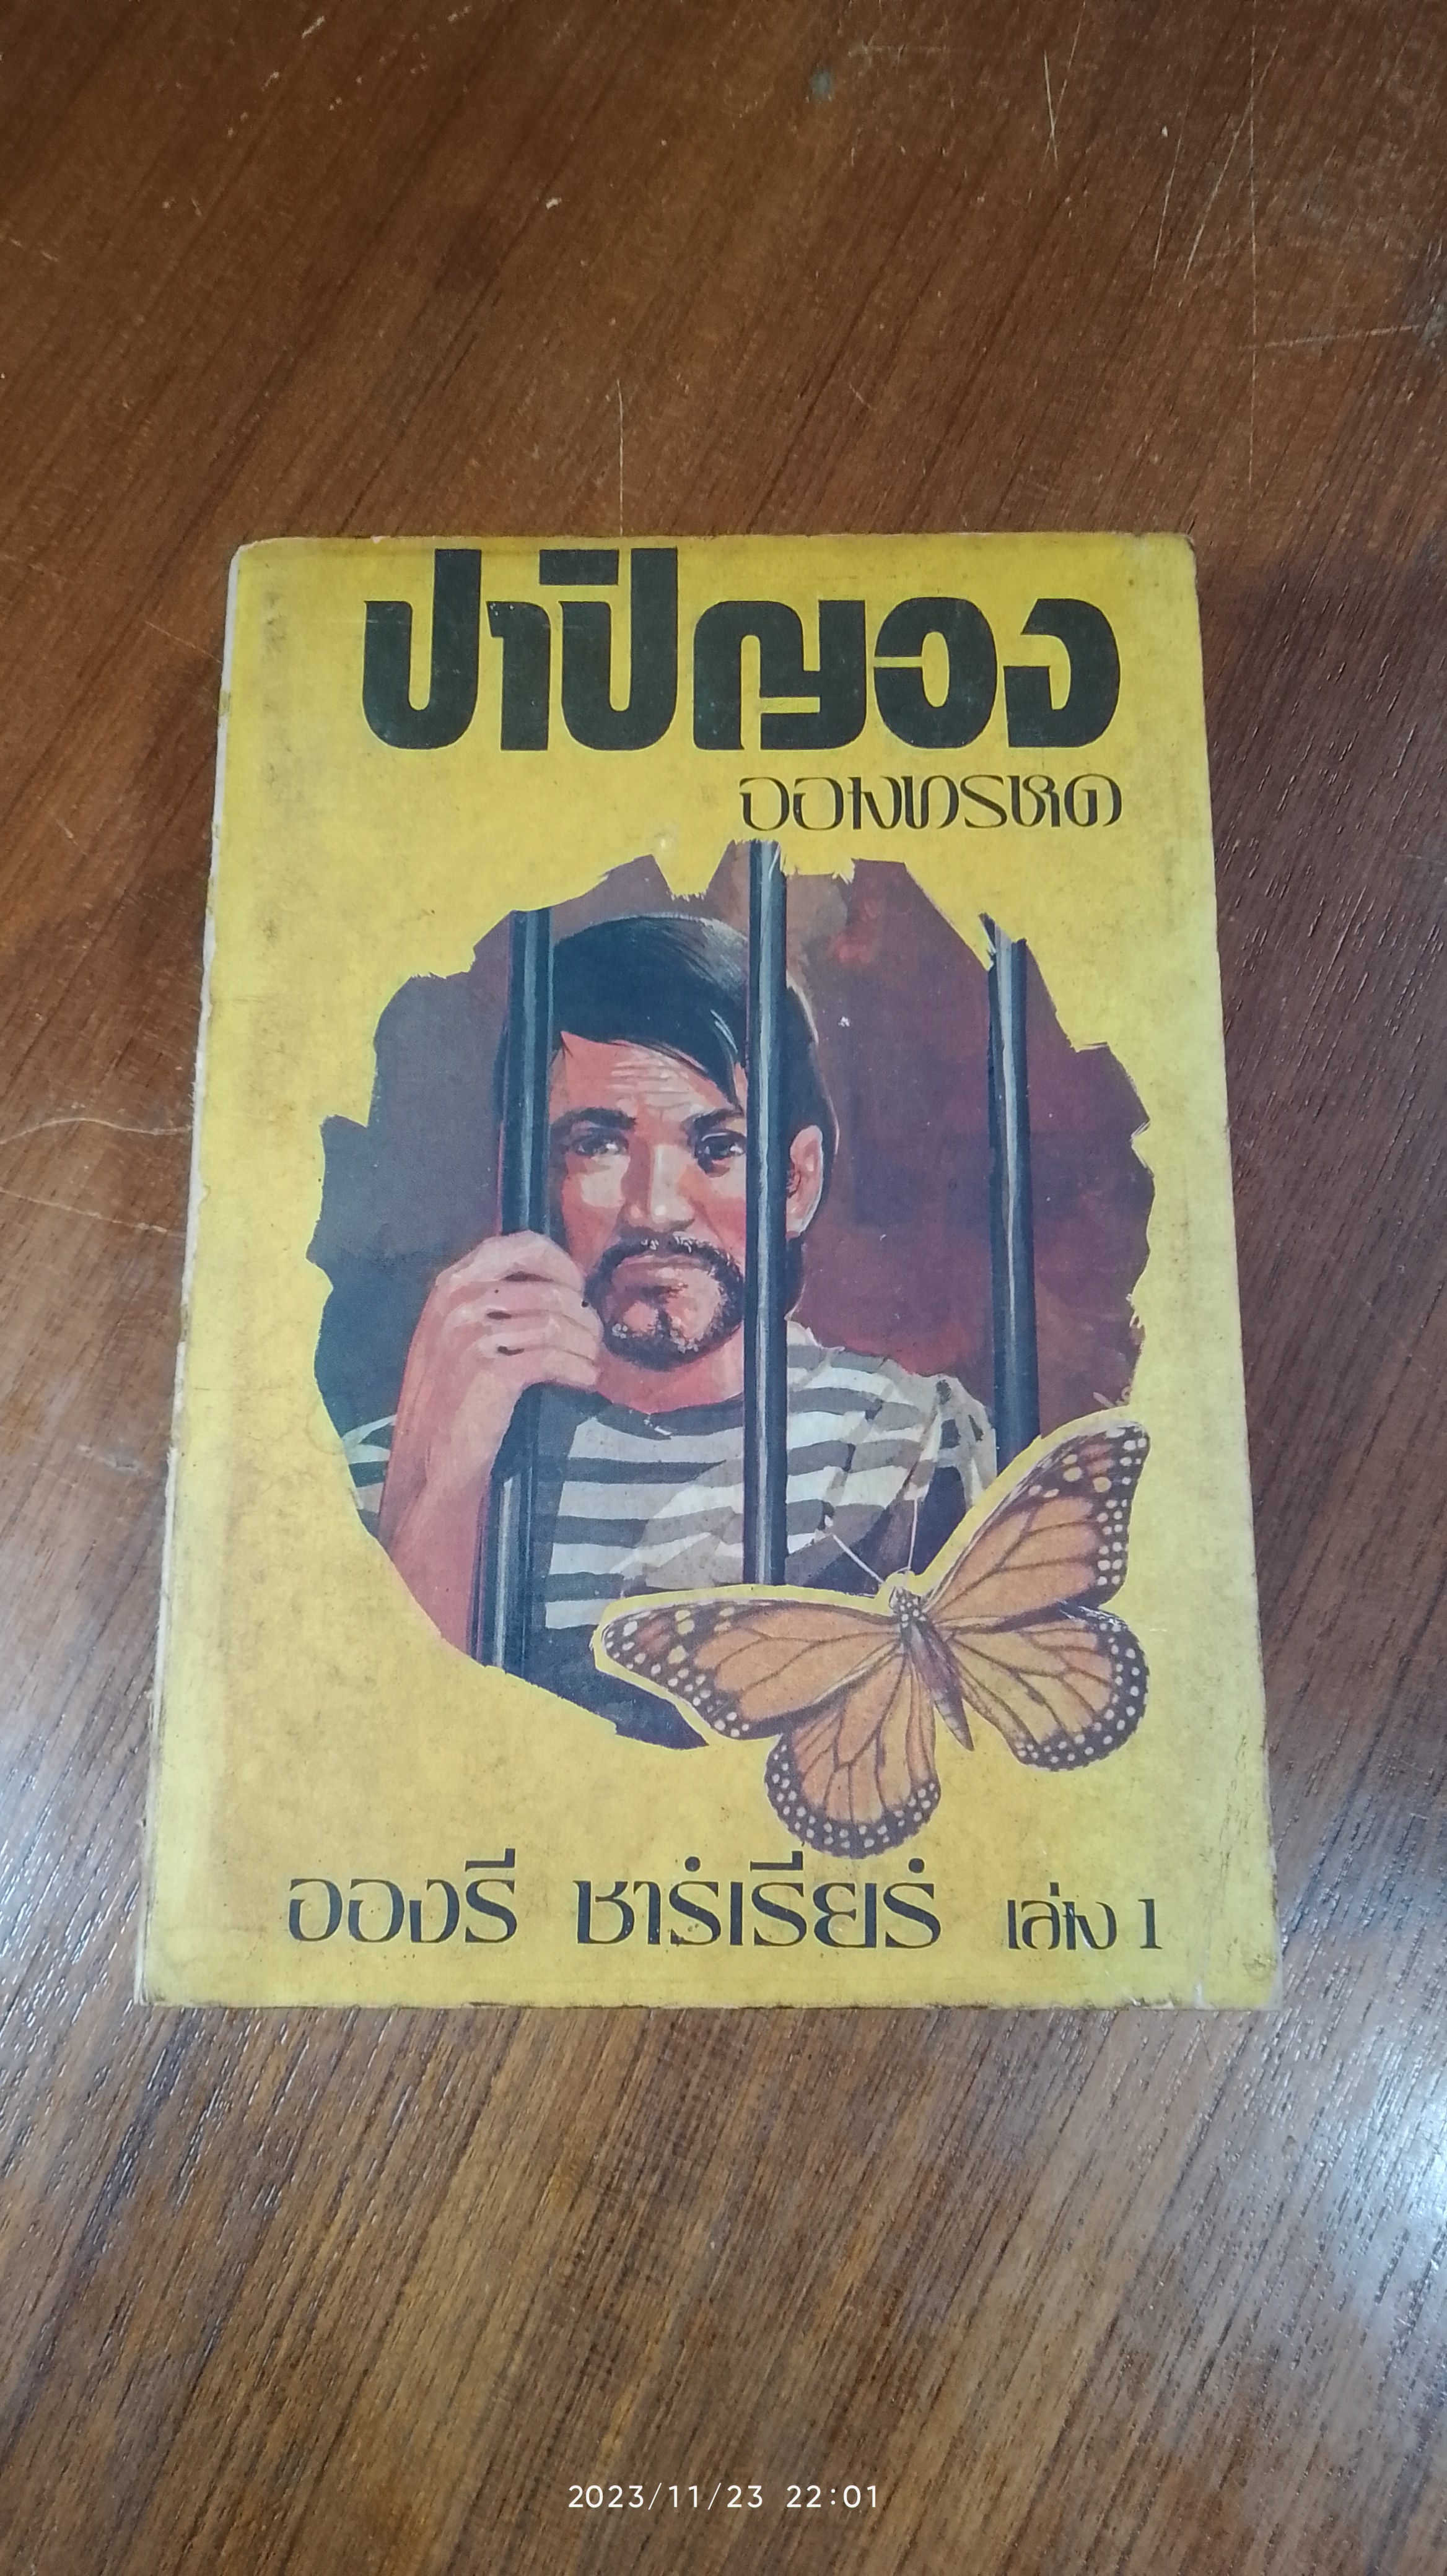 ปาปิญอง
จอมทรหด
อองรี ชาร์เรียร์ เล่ม 1
2023/11/23 22:01